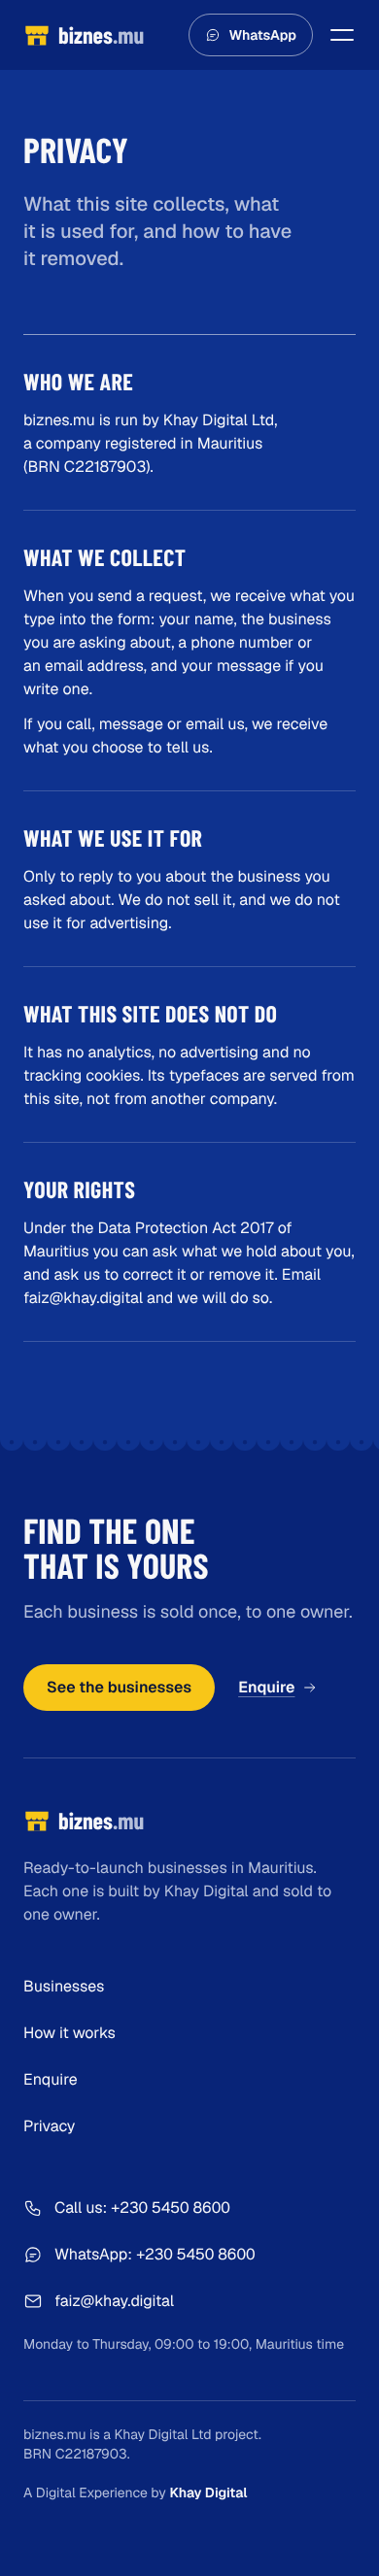 biznes.mu
WhatsApp
PRIVACY
What this site collects, what
it is used for, and how to have
it removed.
WHO WE ARE
biznes.mu is run by Khay Digital Ltd,
a company registered in Mauritius
(BRN C22187903).
WHAT WE COLLECT
When you send a request, we receive what you
type into the form: your name, the business
you are asking about, a phone number or
an email address, and your message if you
write one.
If you call, message or email us, we receive
what you choose to tell us.
WHAT WE USE IT FOR
Only to reply to you about the business you
asked about. We do not sell it, and we do not
use it for advertising.
WHAT THIS SITE DOES NOT DO
It has no analytics, no advertising and no
tracking cookies. Its typefaces are served from
this site, not from another company.
YOUR RIGHTS
Under the Data Protection Act 2017 of
Mauritius you can ask what we hold about you,
and ask us to correct it or remove it. Email
faiz@khay.digital and we will do so.
FIND THE ONE
THAT IS YOURS
Each business is sold once, to one owner.
See the businesses
Enquire →
biznes.mu
Ready-to-launch businesses in Mauritius.
Each one is built by Khay Digital and sold to
one owner.
Businesses
How it works
Enquire
Privacy
Call us: +230 5450 8600
WhatsApp: +230 5450 8600
faiz@khay.digital
Monday to Thursday, 09:00 to 19:00, Mauritius time
biznes.mu is a Khay Digital Ltd project.
BRN C22187903.
A Digital Experience by Khay Digital